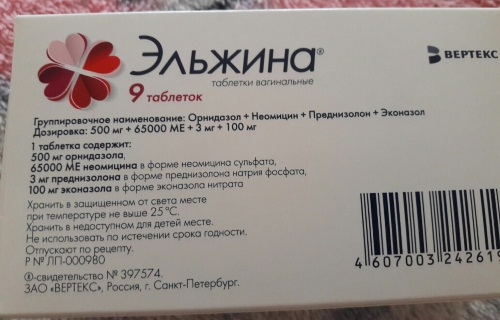 Эльжина®
таблетки вагинальные
9 таблеток
ВЕРТЕКС
Группировочное наименование: Орнидазол + Неомицин + Преднизолон + Эконазол
Дозировка: 500 мг + 65000 МЕ + 3 мг + 100 мг
1 таблетка содержит:
500 мг орнидазола,
65000 МЕ неомицина в форме неомицина сульфата,
3 мг преднизолона в форме преднизолона натрия фосфата,
100 мг эконазола в форме эконазола нитрата
Хранить в защищенном от света месте
при температуре не выше 25 °С.
Хранить в недоступном для детей месте.
Не использовать по истечении срока годности.
Отпускают по рецепту.
Р № ЛП-000980
®-свидетельство № 397574.
ЗАО «ВЕРТЕКС», Россия, г. Санкт-Петербург.
4 607003 242619